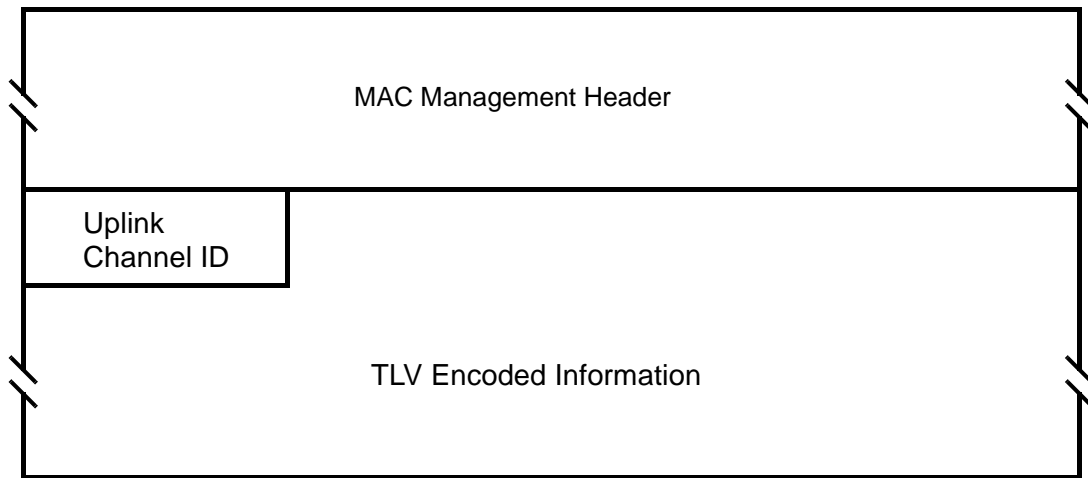 MAC Management Header
Uplink
Channel ID
TLV Encoded Information